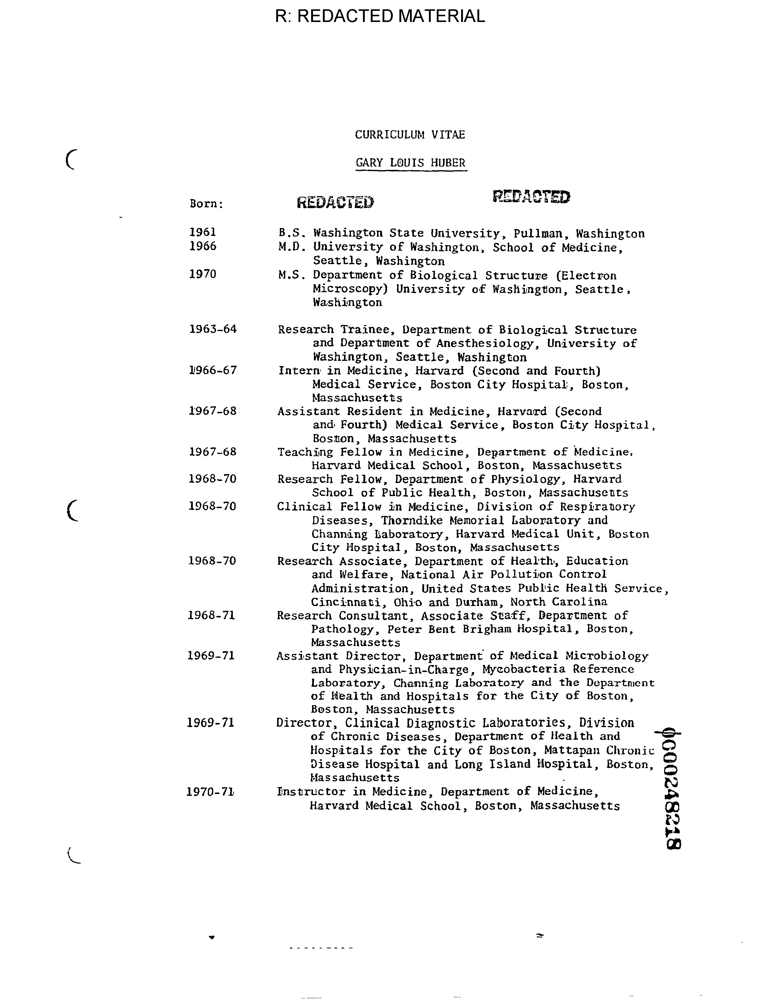 R: REDACTED MATERIAL
CURRICULUM VITAE
GARY LOUIS HUBER
Born: REDACTED REDACTED
1961 B.S. Washington State University, Pullman, Washington
1966 M.D. University of Washington, School of Medicine,
Seattle, Washington
1970 M.S. Department of Biological Structure (Electron
Microscopy) University of Washington, Seattle,
Washington
1963-64 Research Trainee, Department of Biological Structure
and Department of Anesthesiology, University of
Washington, Seattle, Washington
1966-67 Intern in Medicine, Harvard (Second and Fourth)
Medical Service, Boston City Hospital, Boston,
Massachusetts
1967-68 Assistant Resident in Medicine, Harvard (Second
and Fourth) Medical Service, Boston City Hospital,
Boston, Massachusetts
1967-68 Teaching Fellow in Medicine, Department of Medicine,
Harvard Medical School, Boston, Massachusetts
1968-70 Research Fellow, Department of Physiology, Harvard
School of Public Health, Boston, Massachusetts
1968-70 Clinical Fellow in Medicine, Division of Respiratory
Diseases, Thorndike Memorial Laboratory and
Channing Laboratory, Harvard Medical Unit, Boston
City Hospital, Boston, Massachusetts
1968-70 Research Associate, Department of Health, Education
and Welfare, National Air Pollution Control
Administration, United States Public Health Service,
Cincinnati, Ohio and Durham, North Carolina
1968-71 Research Consultant, Associate Staff, Department of
Pathology, Peter Bent Brigham Hospital, Boston,
Massachusetts
1969-71 Assistant Director, Department of Medical Microbiology
and Physician-in-Charge, Mycobacteria Reference
Laboratory, Channing Laboratory and the Department
of Health and Hospitals for the City of Boston,
Boston, Massachusetts
1969-71 Director, Clinical Diagnostic Laboratories, Division
of Chronic Diseases, Department of Health and
Hospitals for the City of Boston, Mattapan Chronic
Disease Hospital and Long Island Hospital, Boston,
Massachusetts
1970-71 Instructor in Medicine, Department of Medicine,
Harvard Medical School, Boston, Massachusetts
0000248218